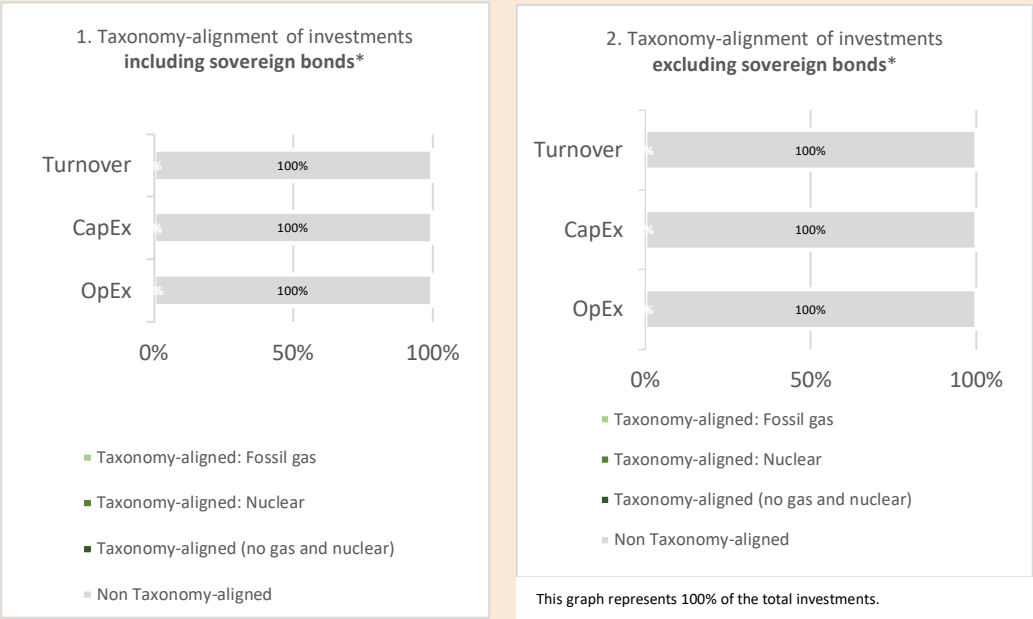 1. Taxonomy-alignment of investments
including sovereign bonds*
Turnover
100%
CapEx
100%
OpEx
100%
0% 50% 100%
Taxonomy-aligned: Fossil gas
Taxonomy-aligned: Nuclear
Taxonomy-aligned (no gas and nuclear)
Non Taxonomy-aligned
2. Taxonomy-alignment of investments
excluding sovereign bonds*
Turnover
100%
CapEx
100%
OpEx
100%
0% 50% 100%
Taxonomy-aligned: Fossil gas
Taxonomy-aligned: Nuclear
Taxonomy-aligned (no gas and nuclear)
Non Taxonomy-aligned
This graph represents 100% of the total investments.